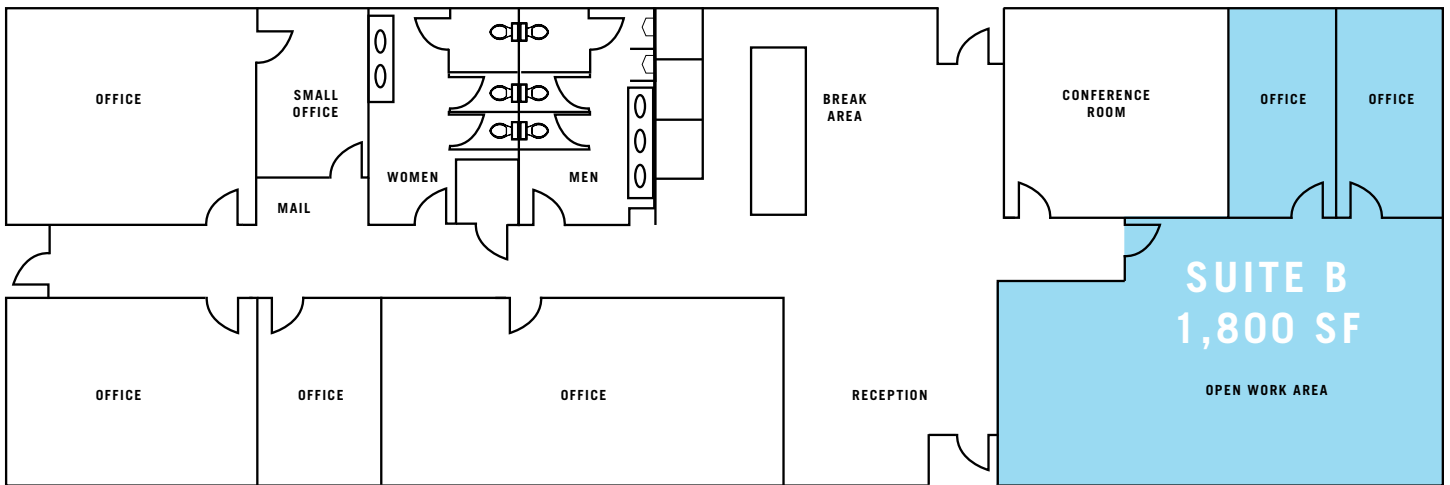 OFFICE
SMALL
OFFICE
BREAK
AREA
CONFERENCE
ROOM
OFFICE
OFFICE
WOMEN
MEN
MAIL
SUITE B
1,800 SF
OPEN WORK AREA
OFFICE
OFFICE
OFFICE
RECEPTION